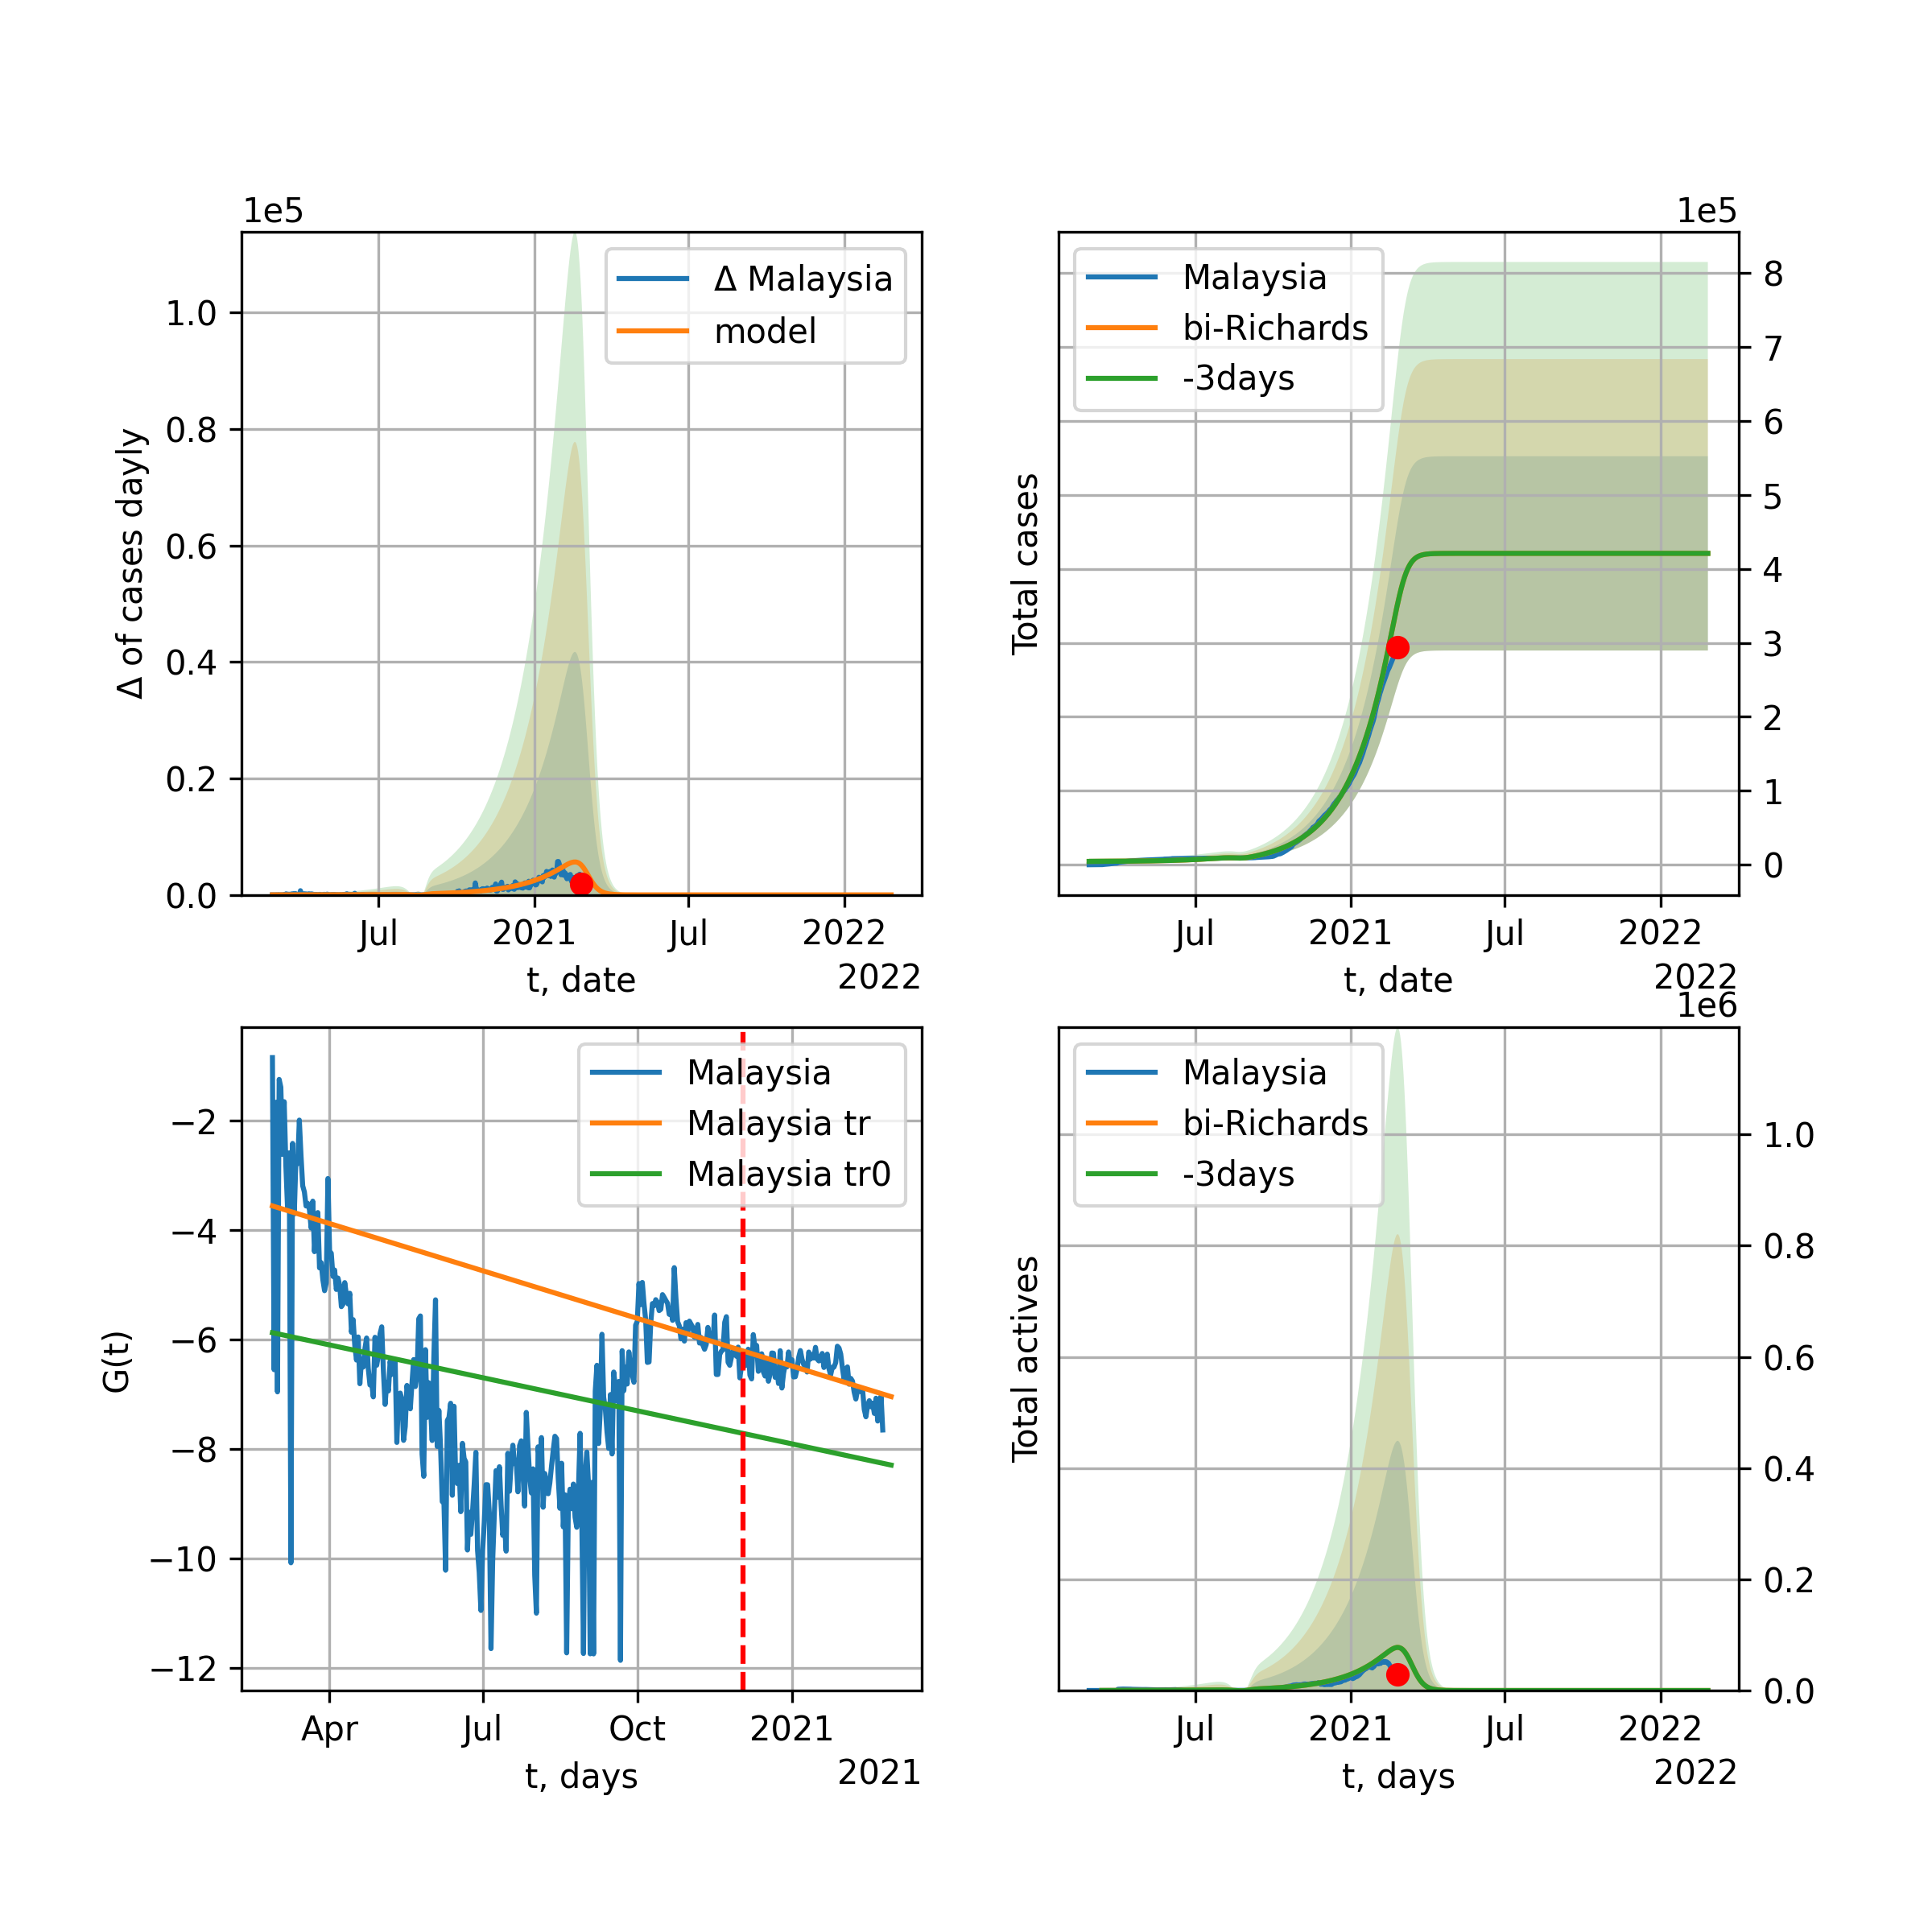 1e5
Δ of cases dayly
1.0
0.8
0.6
0.4
0.2
0.0
Δ Malaysia
model
Jul
2021
Jul
2022
t, date
2022
1e5
Total cases
Malaysia
bi-Richards
-3days
8
7
6
5
4
3
2
1
0
Jul
2021
Jul
2022
t, date
2022
G(t)
−2
−4
−6
−8
−10
−12
Malaysia
Malaysia tr
Malaysia tr0
Apr
Jul
Oct
2021
t, days
2021
1e6
Total actives
Malaysia
bi-Richards
-3days
1.0
0.8
0.6
0.4
0.2
0.0
Jul
2021
Jul
2022
t, days
2022